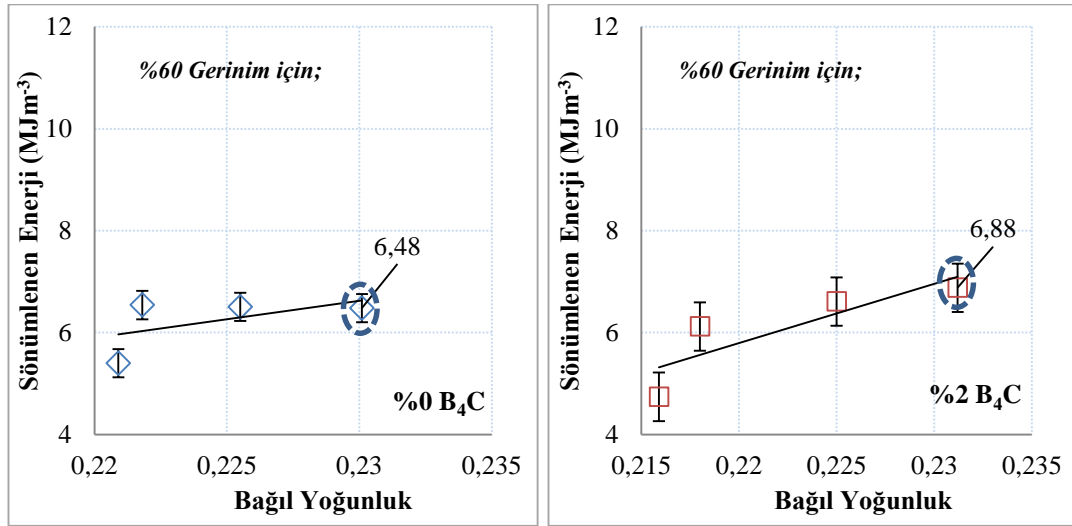 12
10
8
6
4
Sönümlenen Enerji (MJm-3)
%60 Gerinim için;
6,48
%0 B4C
0,22
0,225
0,23
0,235
Bağıl Yoğunluk
12
10
8
6
4
Sönümlenen Enerji (MJm-3)
%60 Gerinim için;
6,88
%2 B4C
0,215
0,22
0,225
0,23
0,235
Bağıl Yoğunluk